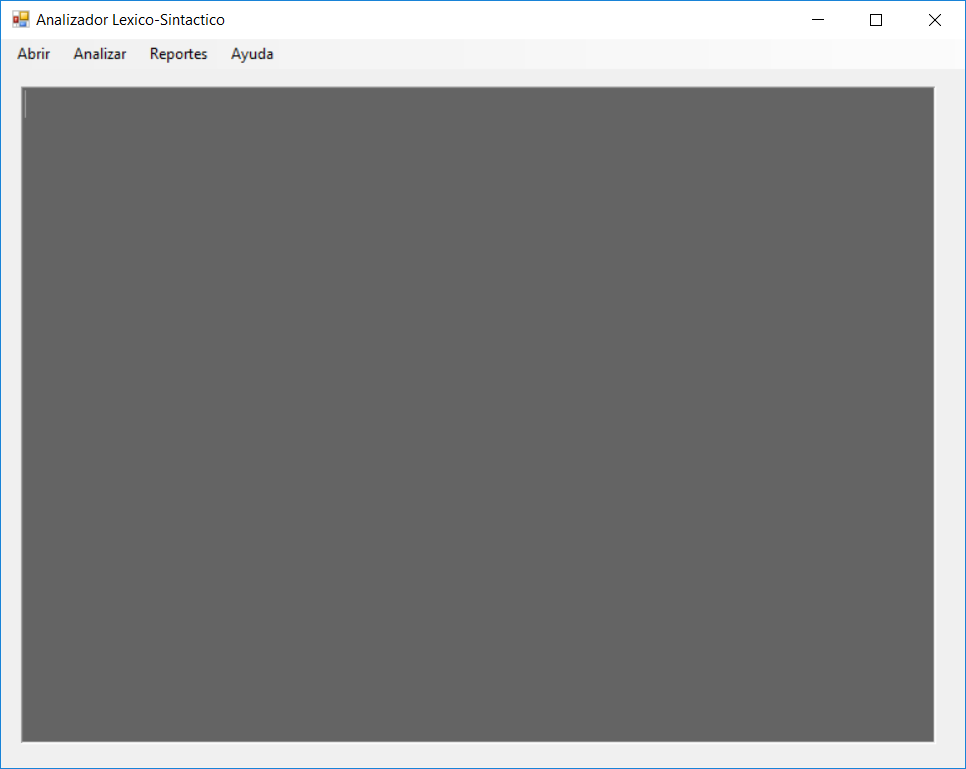 Analizador Lexico-Sintactico
Abrir Analizar Reportes Ayuda